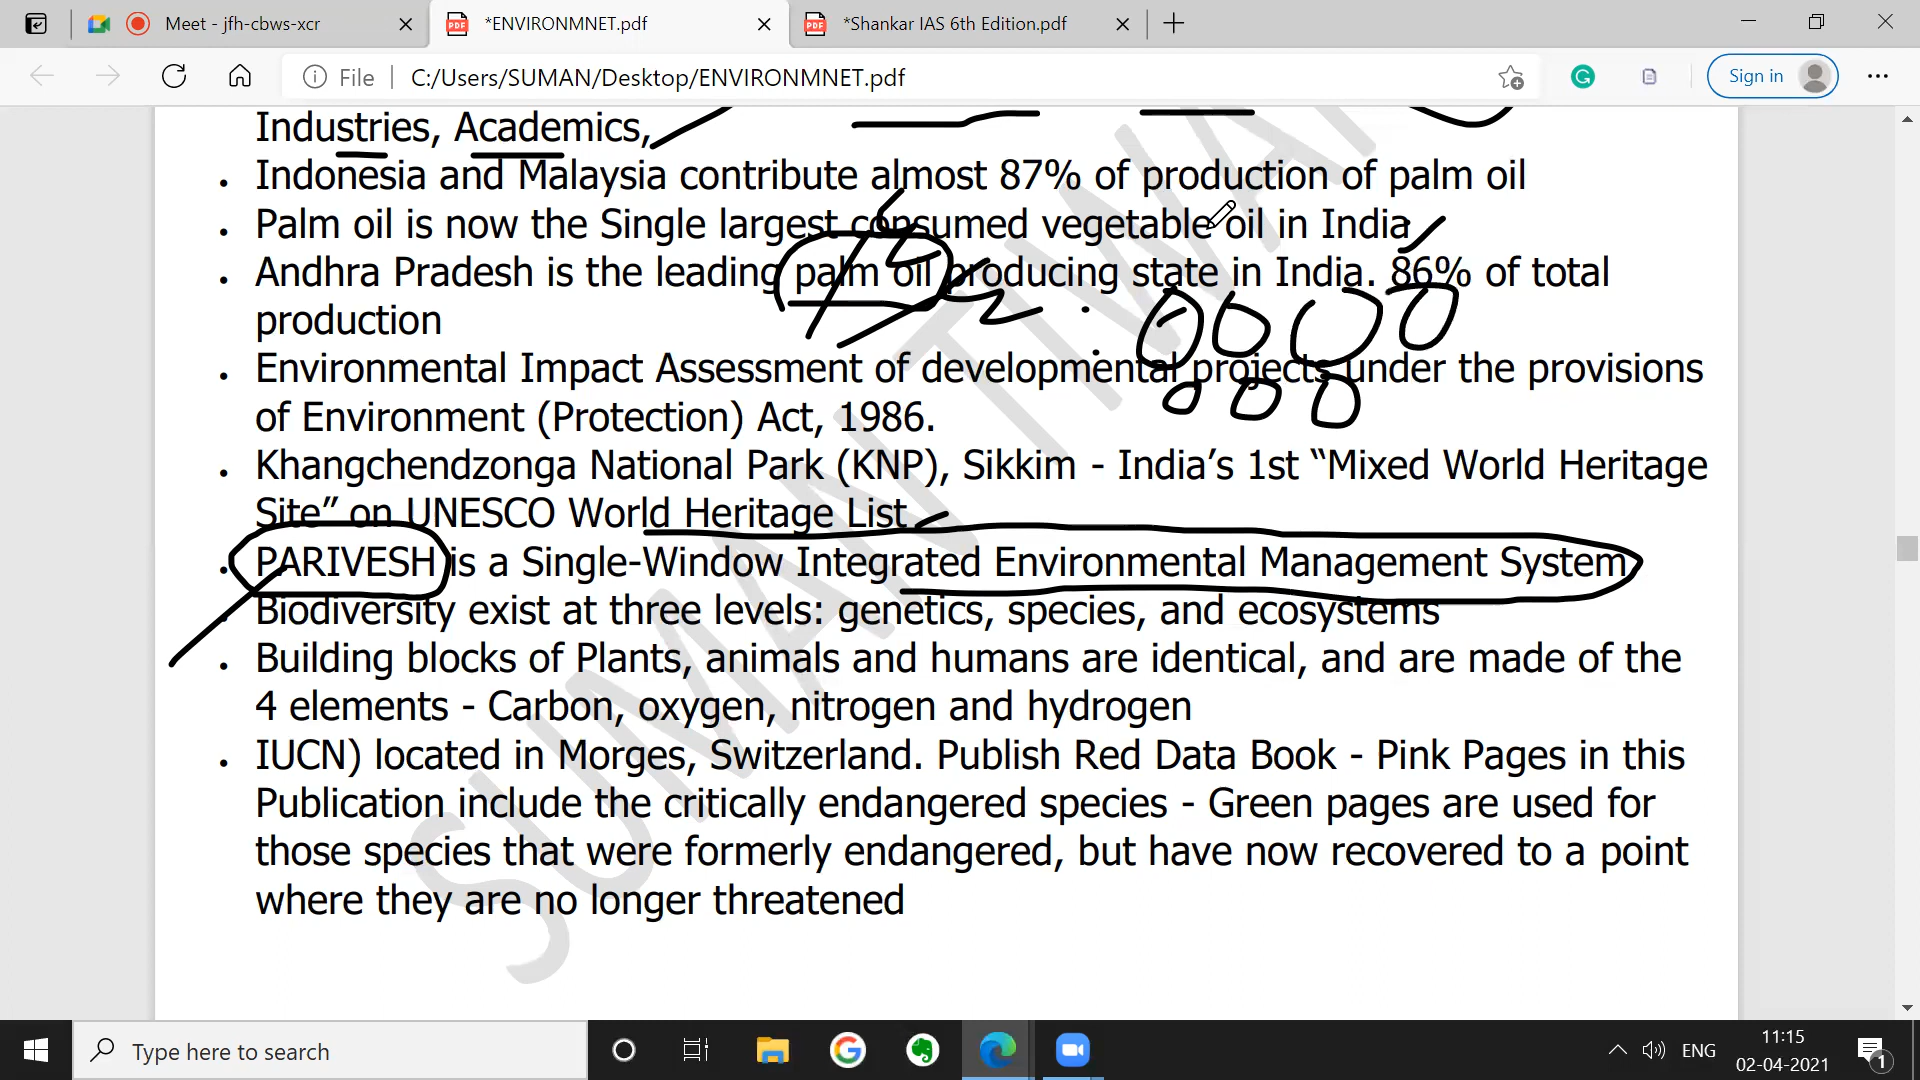 Meet - jfh-cbws-xcr
*ENVIRONMNET.pdf
*Shankar IAS 6th Edition.pdf
File
C:/Users/SUMAN/Desktop/ENVIRONMNET.pdf
Sign in
Industries, Academics,
• Indonesia and Malaysia contribute almost 87% of production of palm oil
• Palm oil is now the Single largest consumed vegetable oil in India
• Andhra Pradesh is the leading palm oil producing state in India. 86% of total
production
• Environmental Impact Assessment of developmental projects under the provisions
of Environment (Protection) Act, 1986.
• Khangchendzonga National Park (KNP), Sikkim - India’s 1st “Mixed World Heritage
Site” on UNESCO World Heritage List
• PARIVESH is a Single-Window Integrated Environmental Management System
• Biodiversity exist at three levels: genetics, species, and ecosystems
• Building blocks of Plants, animals and humans are identical, and are made of the
4 elements - Carbon, oxygen, nitrogen and hydrogen
• IUCN) located in Morges, Switzerland. Publish Red Data Book - Pink Pages in this
Publication include the critically endangered species - Green pages are used for
those species that were formerly endangered, but have now recovered to a point
where they are no longer threatened
SUMAN TIWA
Type here to search
ENG
11:15
02-04-2021
1